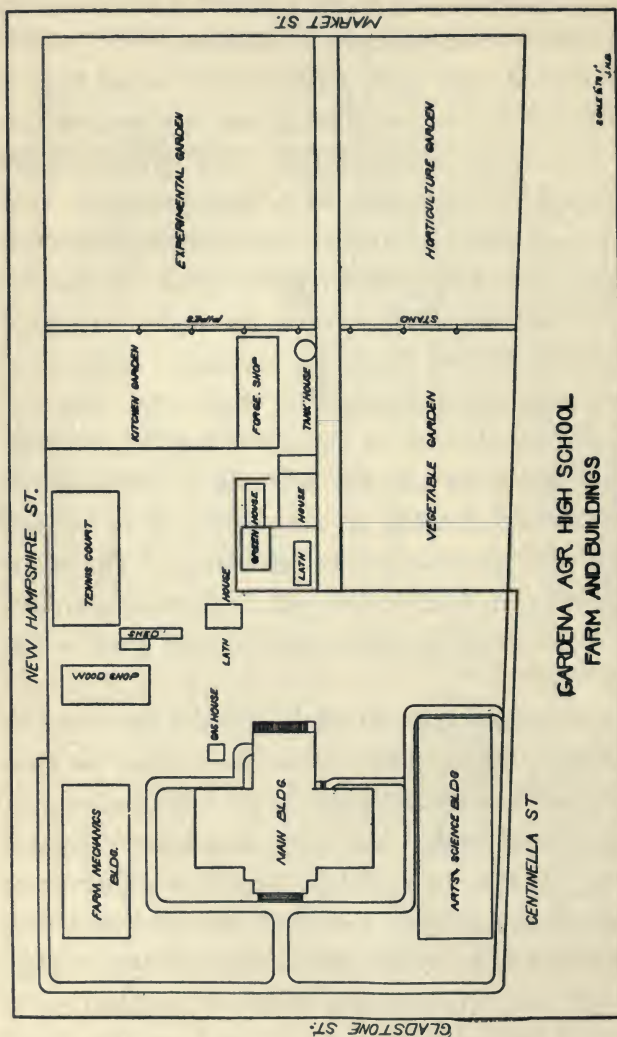 MARKET ST.
NEW HAMPSHIRE ST.
EXPERIMENTAL GARDEN
HORTICULTURE GARDEN
PIPES
STAND
KITCHEN GARDEN
FORGE. SHOP
TANK HOUSE
VEGETABLE GARDEN
TENNIS COURT
GREEN HOUSE
LATH HOUSE
SHED
LATH HOUSE
WOOD SHOP
GAS HOUSE
FARM MECHANICS
BLDG.
MAIN BLDG.
ARTS & SCIENCE BLDG
CENTINELLA ST
GLADSTONE ST.
GARDENA AGR. HIGH SCHOOL
FARM AND BUILDINGS
SCALE